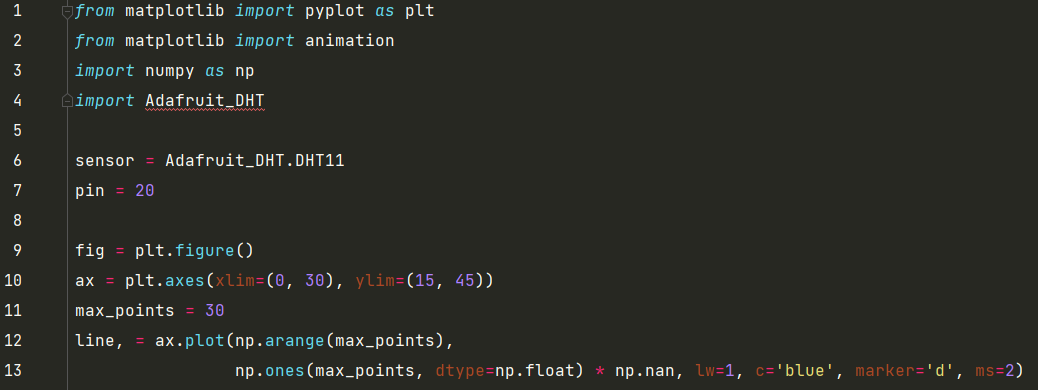 1 from matplotlib import pyplot as plt
2 from matplotlib import animation
3 import numpy as np
4 import Adafruit_DHT
5
6 sensor = Adafruit_DHT.DHT11
7 pin = 20
8
9 fig = plt.figure()
10 ax = plt.axes(xlim=(0, 30), ylim=(15, 45))
11 max_points = 30
12 line, = ax.plot(np.arange(max_points),
13 np.ones(max_points, dtype=np.float) * np.nan, lw=1, c='blue', marker='d', ms=2)